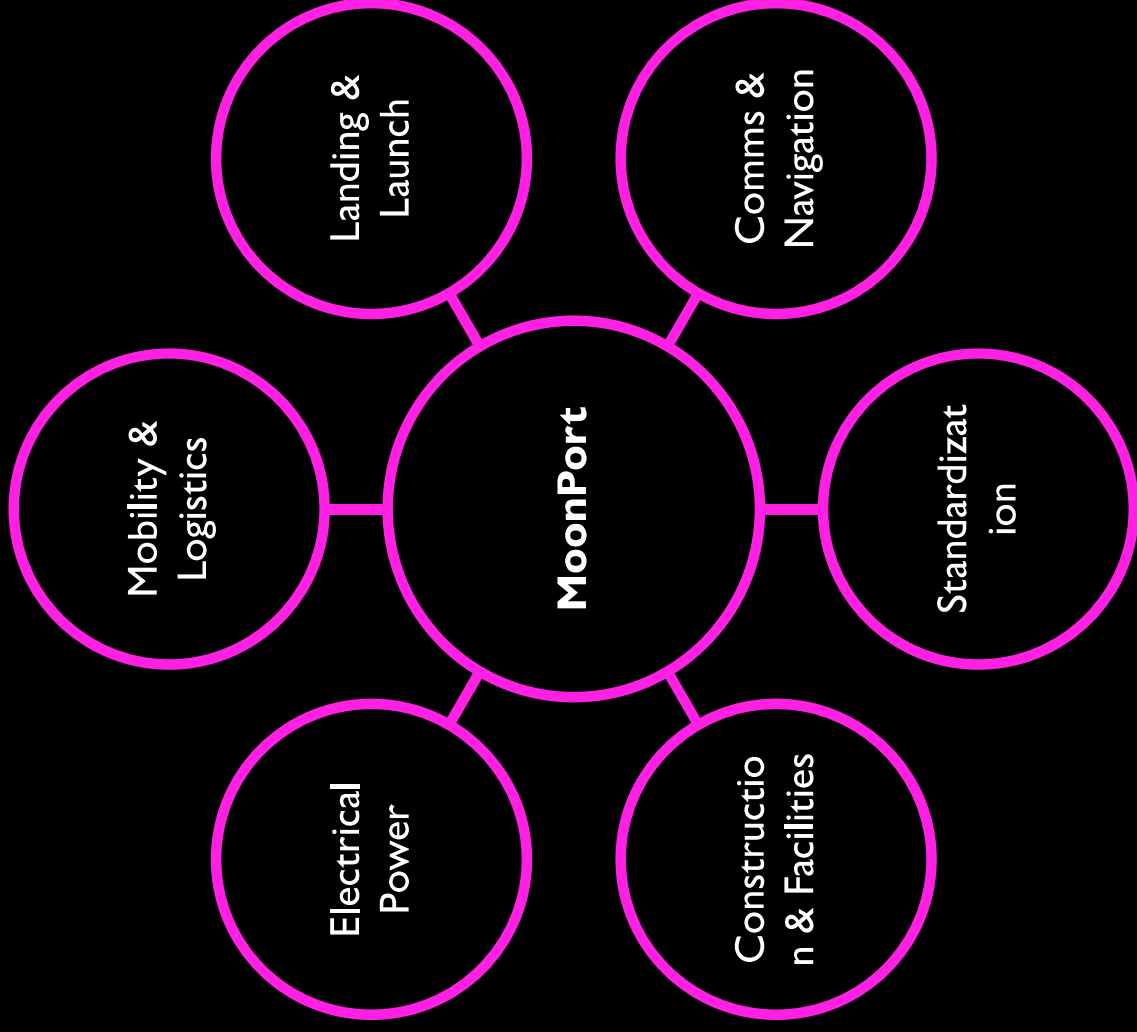 Mobility &
Logistics
Electrical
Power
Landing &
Launch
MoonPort
Constructio
n & Facilities
Comms &
Navigation
Standardizat
ion